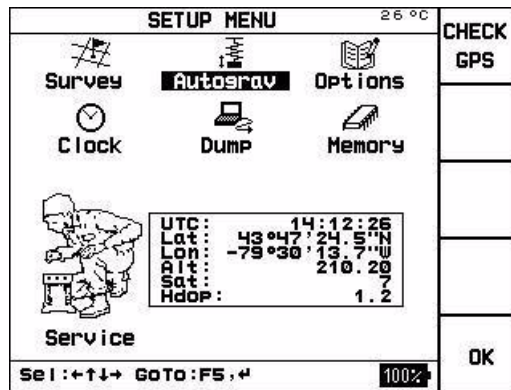 SETUP MENU
26 °C
CHECK GPS
Survey
Autograv
Options
Clock
Dump
Memory
UTC: 14:12:26
Lat: 43°47'24.5"N
Lon: -79°30'13.7"W
Alt: 210.20
Sat: 7
Hdop: 1.2
Service
OK
Sel:←↑↓→ GoTo:F5,↵
100%